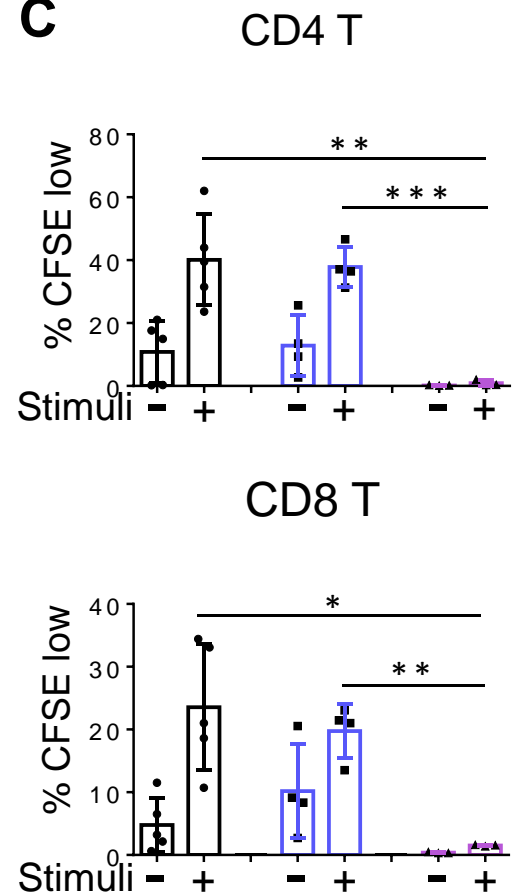 C
CD4 T
% CFSE low
80
60
40
20
0
**
***
Stimuli - + - + - +
CD8 T
% CFSE low
40
30
20
10
0
*
**
Stimuli - + - + - +